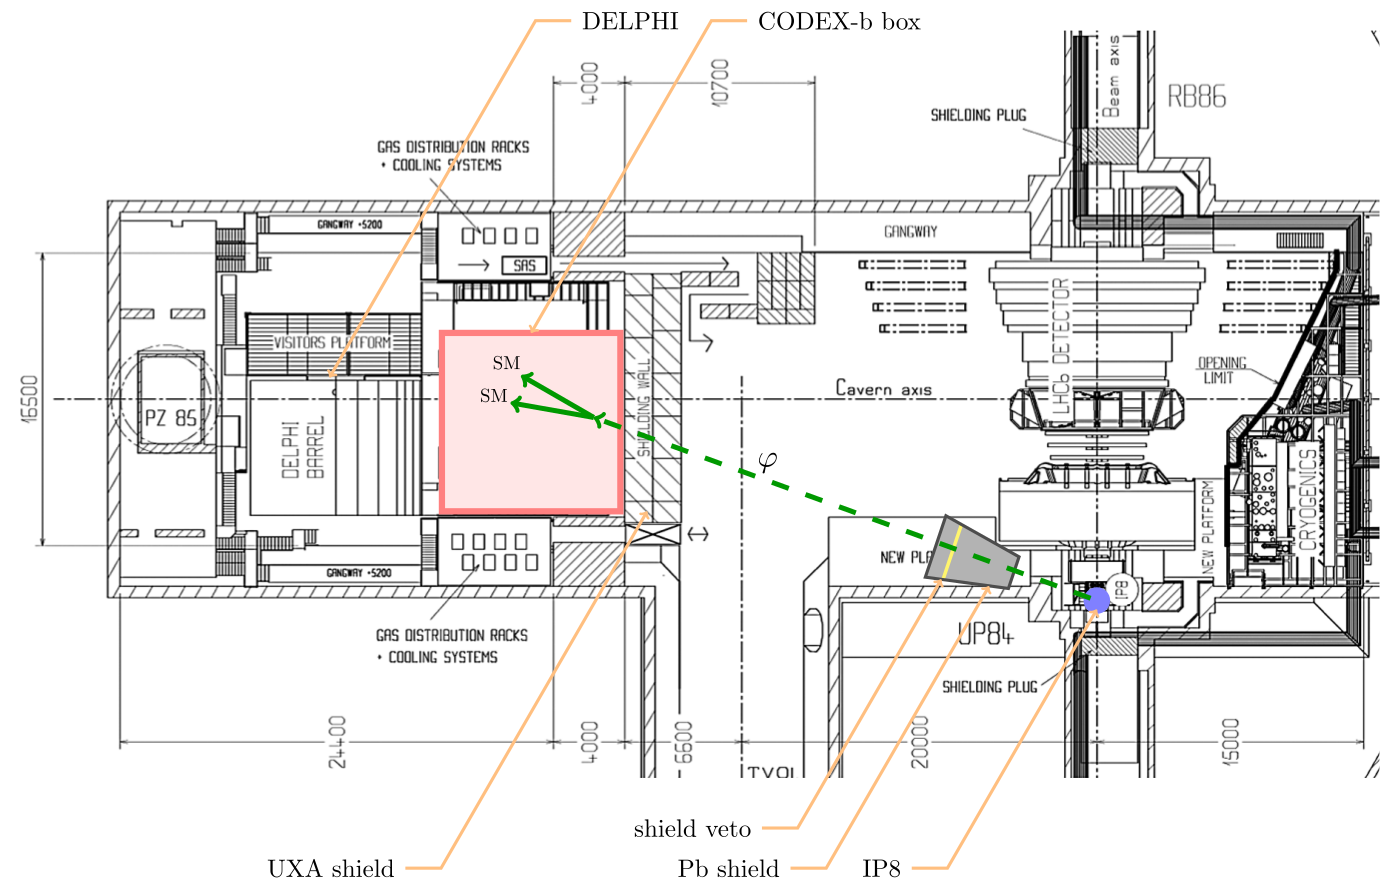 DELPHI
CODEX-b box
4000
10700
Beam axis
RB86
SHIELDING PLUG
GAS DISTRIBUTION RACKS
+ COOLING SYSTEMS
GANGWAY +5200
GANGWAY
SAS
VISITORS PLATFORM
SM
SM
SHIELDING WALL
LHCb DETECTOR
OPENING
LIMIT
Cavern axis
16500
PZ 85
DELPHI
BARREL
φ
CRYOGENICS
NEW PLATFORM
NEW PLA
IP8
GANGWAY +5200
GAS DISTRIBUTION RACKS
+ COOLING SYSTEMS
UP84
SHIELDING PLUG
24400
4000
6600
20000
15000
shield veto
UXA shield
Pb shield
IP8